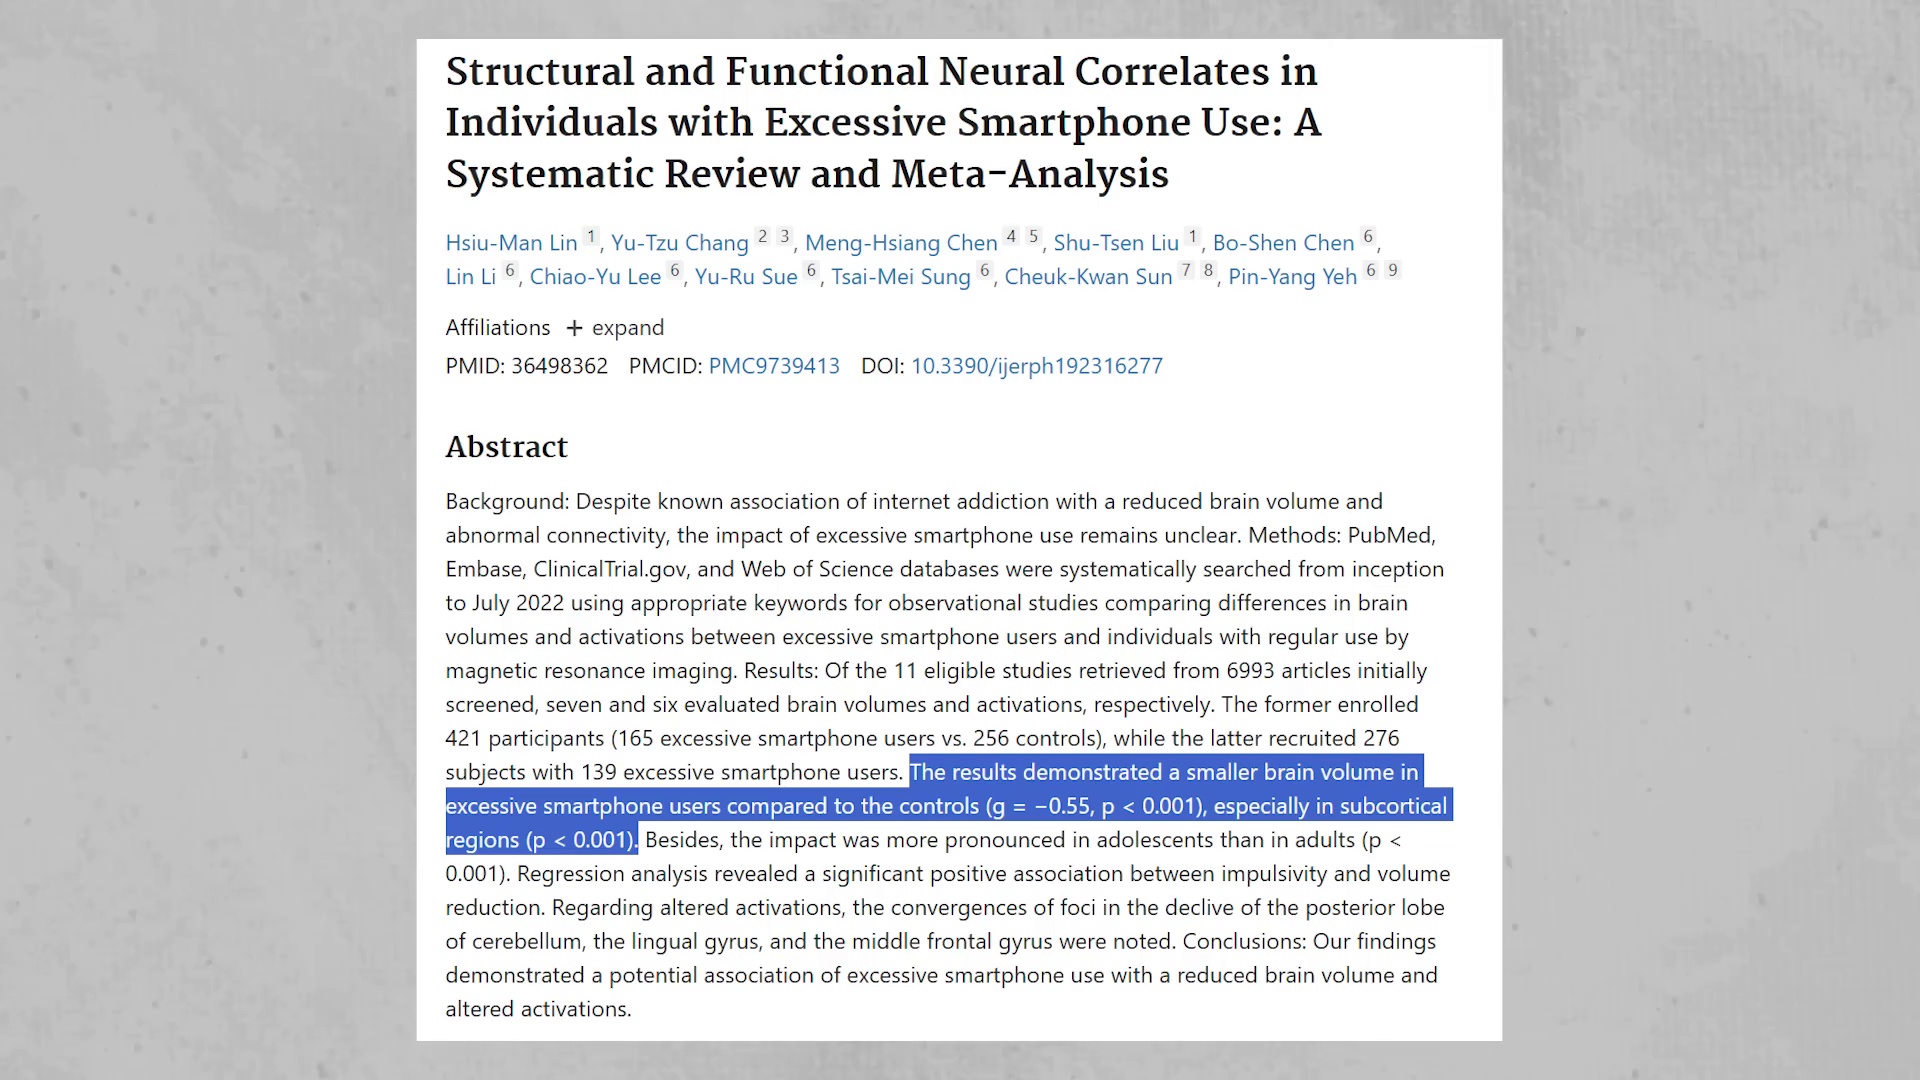 Structural and Functional Neural Correlates in
Individuals with Excessive Smartphone Use: A
Systematic Review and Meta-Analysis
Hsiu-Man Lin 1, Yu-Tzu Chang 2 3, Meng-Hsiang Chen 4 5, Shu-Tsen Liu 1, Bo-Shen Chen 6,
Lin Li 6, Chiao-Yu Lee 6, Yu-Ru Sue 6, Tsai-Mei Sung 6, Cheuk-Kwan Sun 7 8, Pin-Yang Yeh 6 9
Affiliations + expand
PMID: 36498362 PMCID: PMC9739413 DOI: 10.3390/ijerph192316277
Abstract
Background: Despite known association of internet addiction with a reduced brain volume and
abnormal connectivity, the impact of excessive smartphone use remains unclear. Methods: PubMed,
Embase, ClinicalTrial.gov, and Web of Science databases were systematically searched from inception
to July 2022 using appropriate keywords for observational studies comparing differences in brain
volumes and activations between excessive smartphone users and individuals with regular use by
magnetic resonance imaging. Results: Of the 11 eligible studies retrieved from 6993 articles initially
screened, seven and six evaluated brain volumes and activations, respectively. The former enrolled
421 participants (165 excessive smartphone users vs. 256 controls), while the latter recruited 276
subjects with 139 excessive smartphone users. The results demonstrated a smaller brain volume in
excessive smartphone users compared to the controls (g = −0.55, p < 0.001), especially in subcortical
regions (p < 0.001). Besides, the impact was more pronounced in adolescents than in adults (p <
0.001). Regression analysis revealed a significant positive association between impulsivity and volume
reduction. Regarding altered activations, the convergences of foci in the declive of the posterior lobe
of cerebellum, the lingual gyrus, and the middle frontal gyrus were noted. Conclusions: Our findings
demonstrated a potential association of excessive smartphone use with a reduced brain volume and
altered activations.